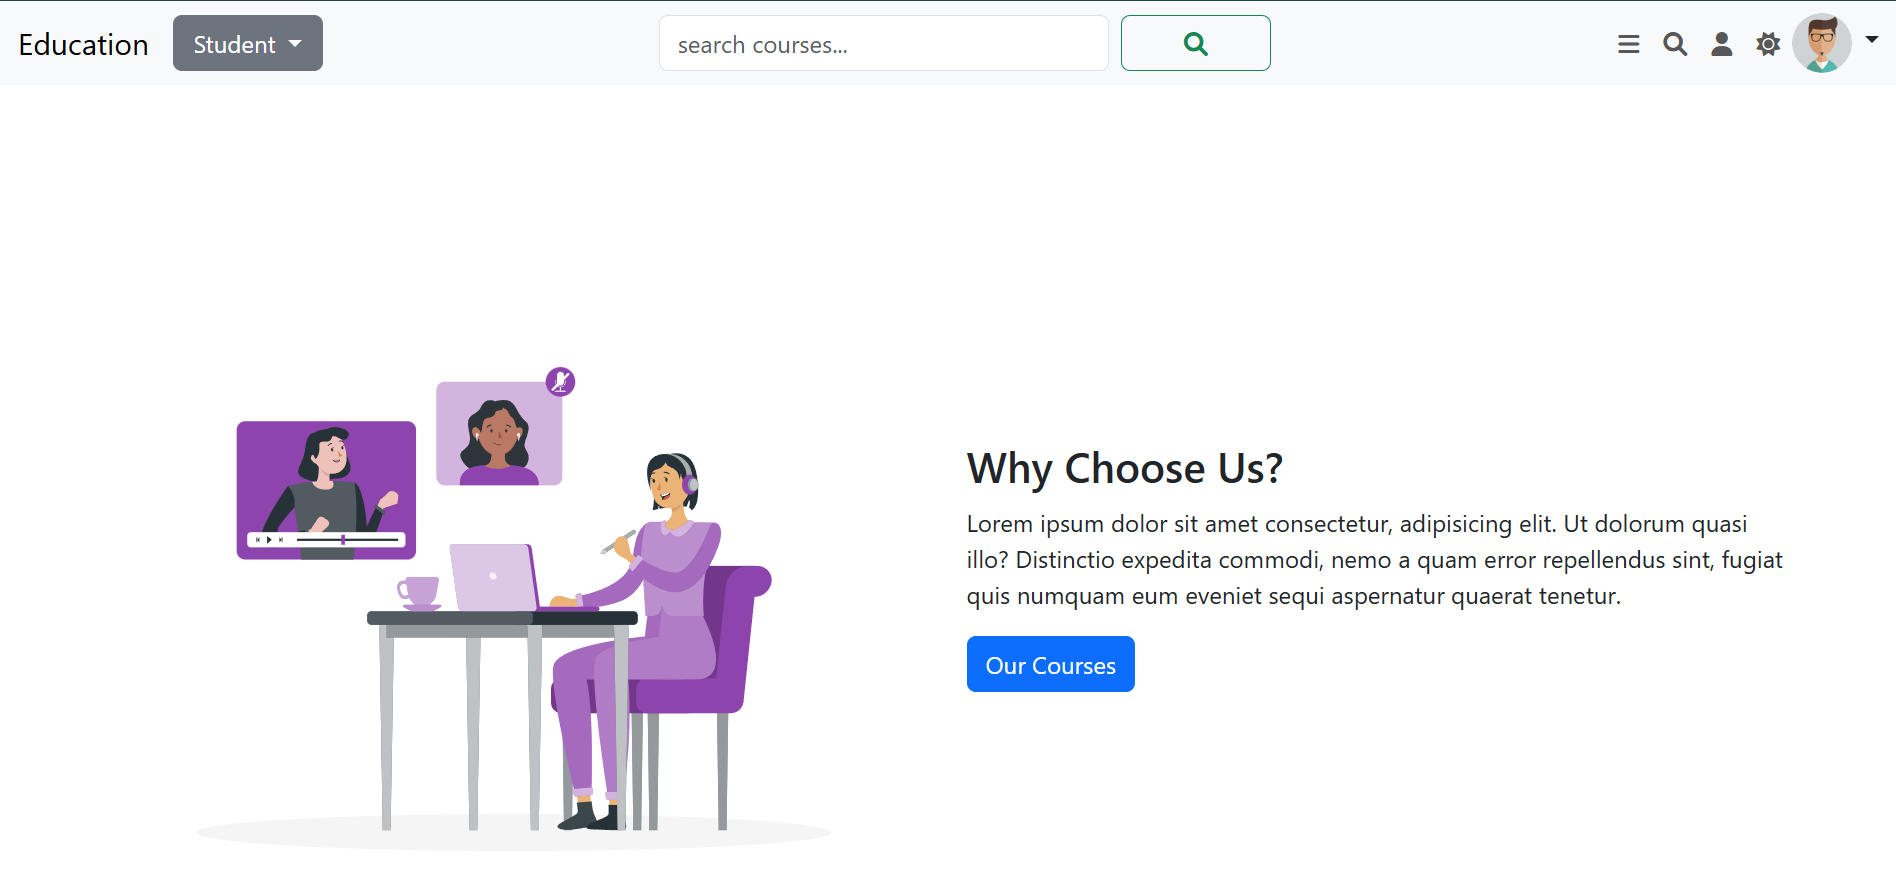 Education
Student
search courses...
Why Choose Us?
Lorem ipsum dolor sit amet consectetur, adipisicing elit. Ut dolorum quasi
illo? Distinctio expedita commodi, nemo a quam error repellendus sint, fugiat
quis numquam eum eveniet sequi aspernatur quaerat tenetur.
Our Courses